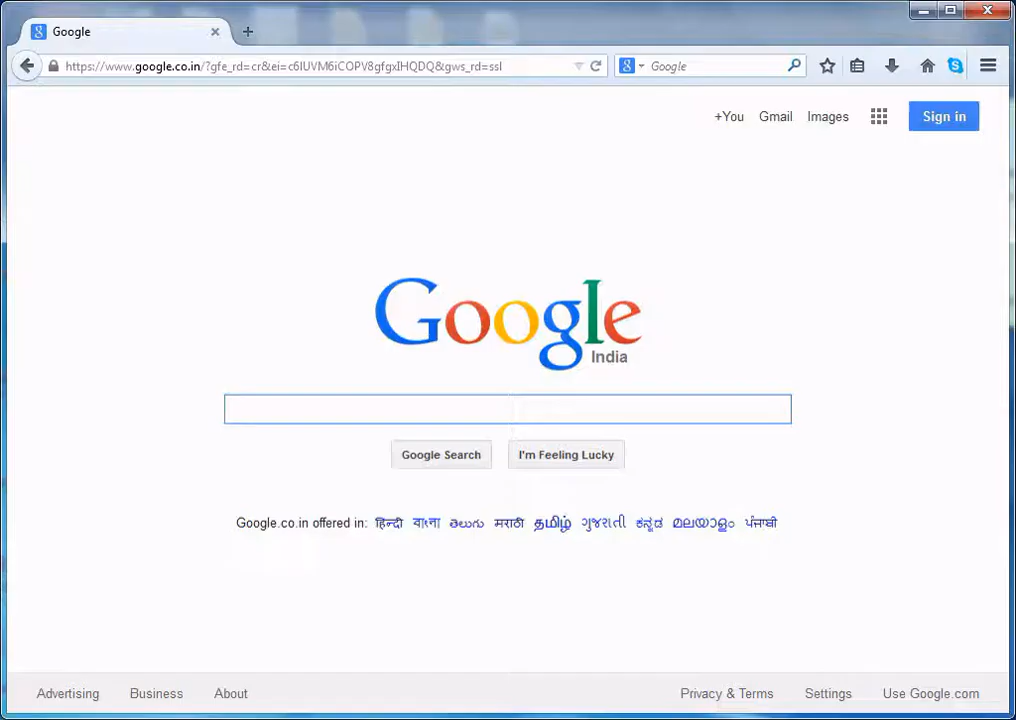 Google
https://www.google.co.in/?gfe_rd=cr&ei=c6IUVM6iCOPV8gfgxIHQDQ&gws_rd=ssl
Google
+You Gmail Images Sign in
Google
India
Google Search I'm Feeling Lucky
Google.co.in offered in: हिन्दी বাংলা తెలుగు मराठी தமிழ் ગુજરાતી ಕನ್ನಡ മലയാളം ਪੰਜਾਬੀ
Advertising Business About Privacy & Terms Settings Use Google.com